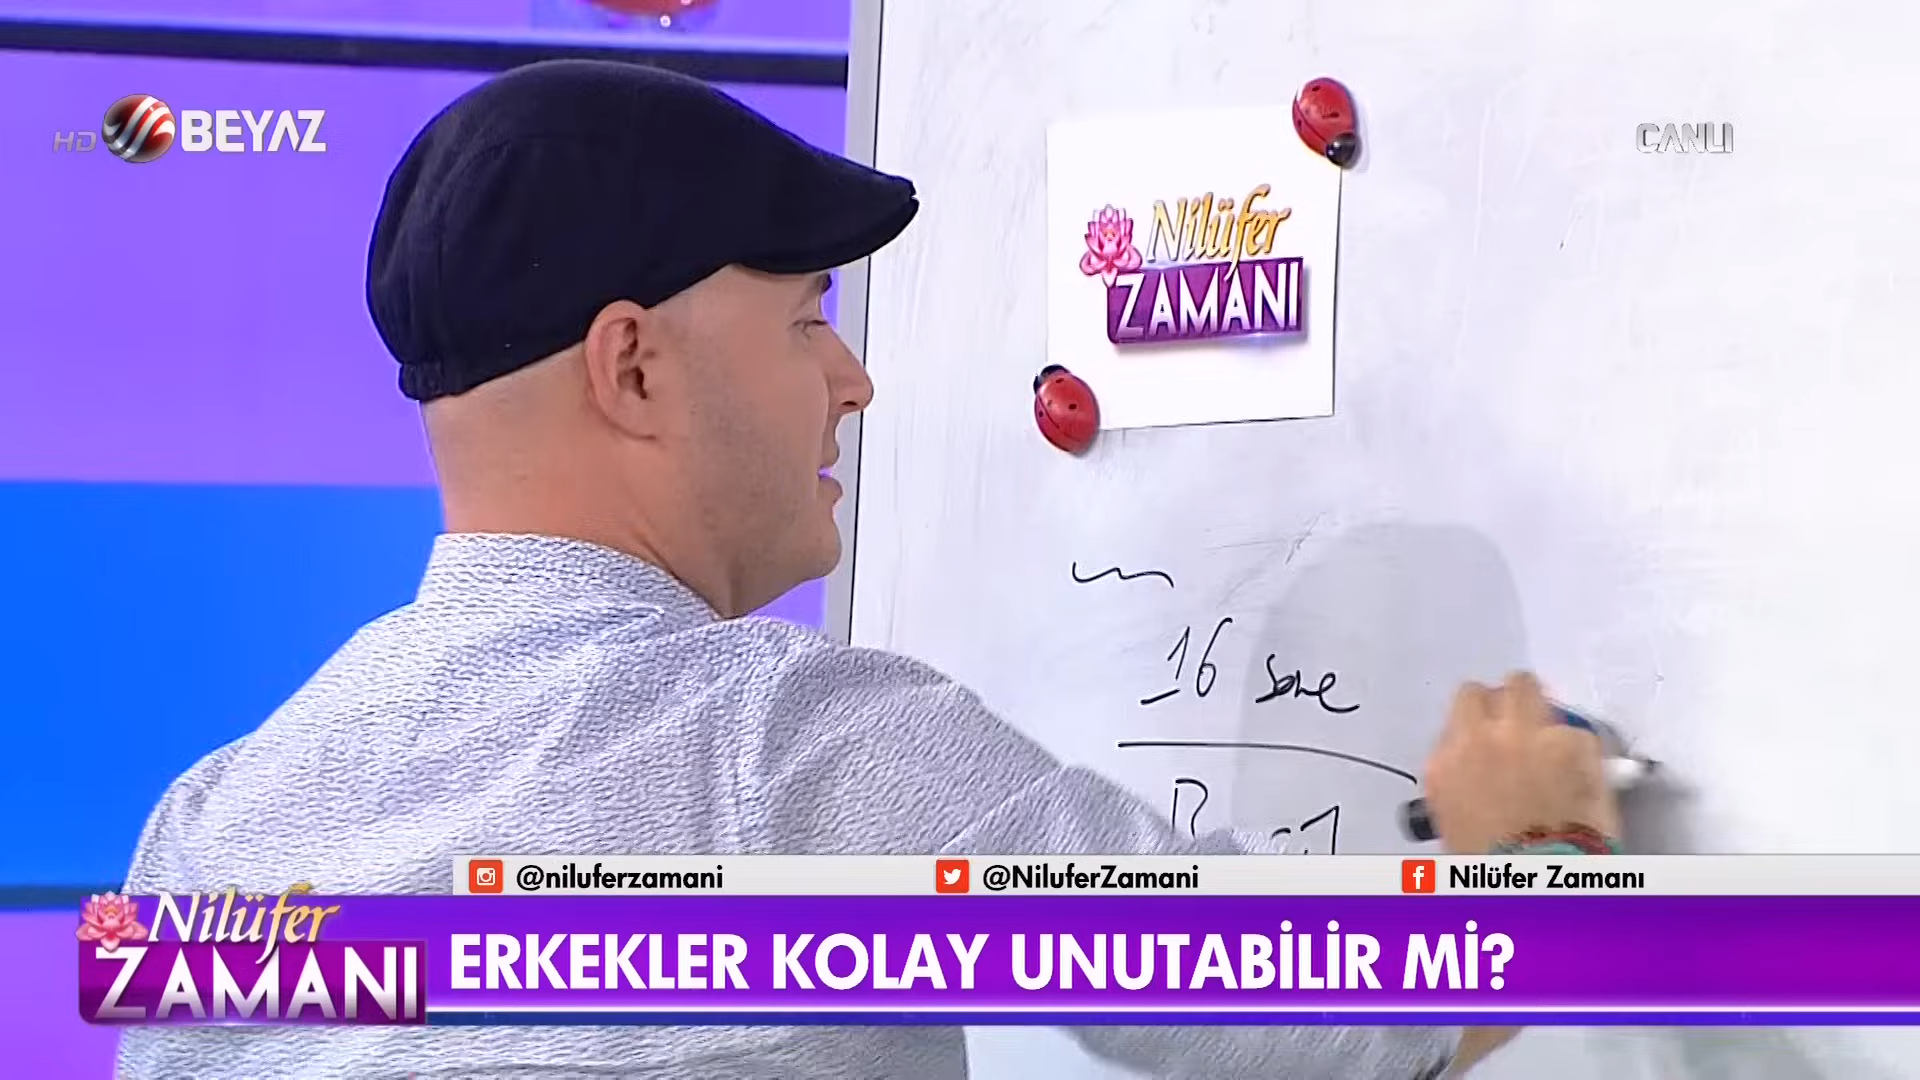 HD BEYAZ
CANLI
Nilüfer
ZAMANI
16 sene
@niluferzamani
@NiluferZamani
Nilüfer Zamanı
Nilüfer
ZAMANI
ERKEKLER KOLAY UNUTABİLİR Mİ?